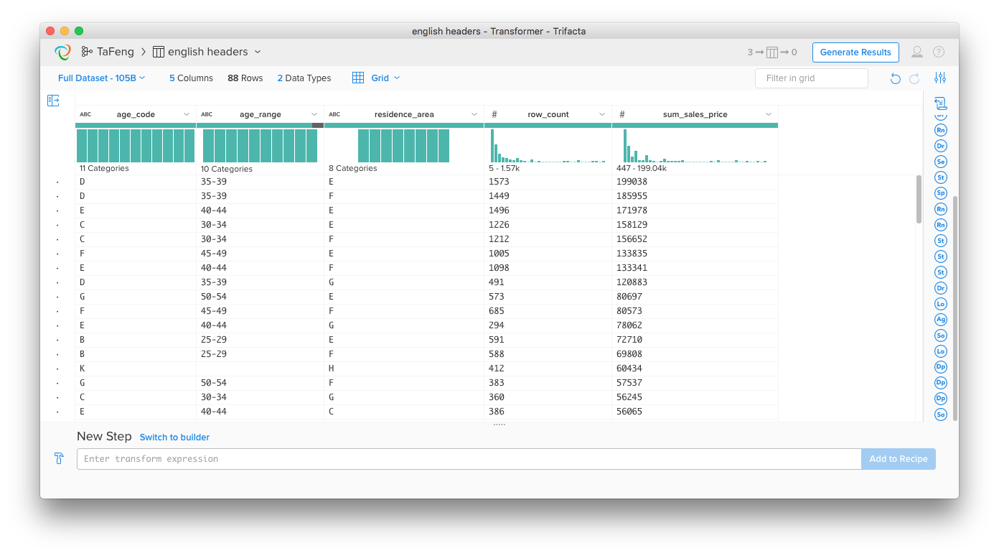 english headers - Transformer - Trifacta
TaFeng > english headers 3 → → 0 Generate Results ?
Full Dataset - 105B 5 Columns 88 Rows 2 Data Types Grid Filter in grid
ABC age_code ABC age_range ABC residence_area # row_count # sum_sales_price
11 Categories 10 Categories 8 Categories 5 - 1.57k 447 - 199.04k
D 35-39 E 1573 199038
D 35-39 F 1449 185955
E 40-44 E 1496 171978
C 30-34 E 1226 158129
C 30-34 F 1212 156652
F 45-49 E 1005 133835
E 40-44 F 1098 133341
D 35-39 G 491 120883
G 50-54 E 573 80697
F 45-49 F 685 80573
E 40-44 G 294 78062
B 25-29 E 591 72710
B 25-29 F 588 69808
K H 412 60434
G 50-54 F 383 57537
C 30-34 G 360 56245
E 40-44 C 386 56065
Rn
Dr
Se
St
Sp
Rn
Rn
St
St
St
Dr
Lo
Ag
So
Lo
Dp
Dp
Dp
So
New Step Switch to builder
Enter transform expression Add to Recipe